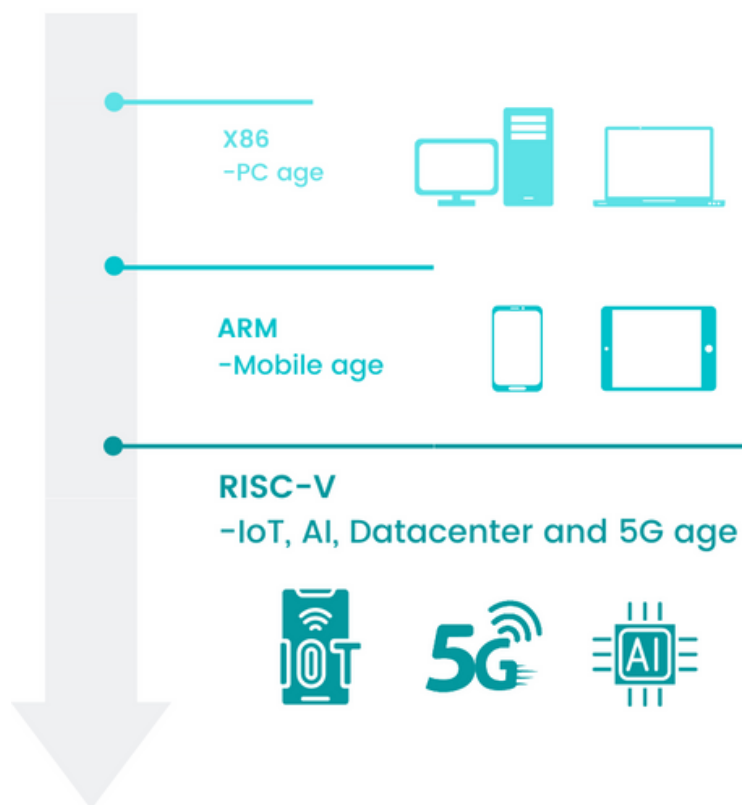 X86
-PC age
ARM
-Mobile age
RISC-V
-IoT, AI, Datacenter and 5G age
IOT
5G
AI